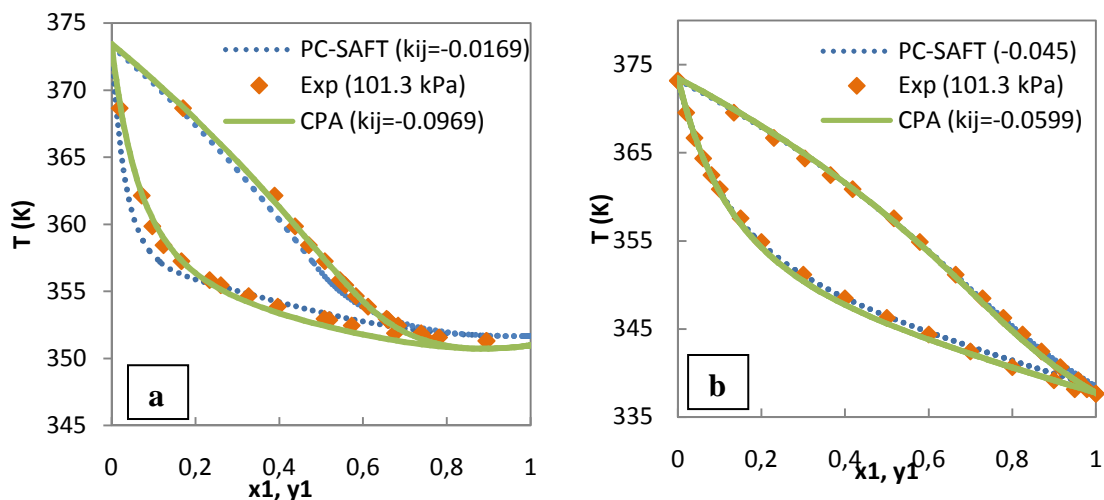 375
370
365
360
355
350
345
T (K)
PC-SAFT (kij=-0.0169)
Exp (101.3 kPa)
CPA (kij=-0.0969)
a
0
0,2
0,4
0,6
0,8
1
x1, y1
375
365
355
345
335
T (K)
PC-SAFT (-0.045)
Exp (101.3 kPa)
CPA (kij=-0.0599)
b
0
0,2
0,4
0,6
0,8
1
x1, y1